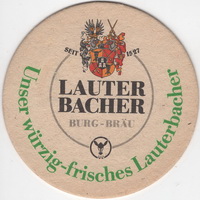 SEIT 1527
LAUTER
BACHER
BURG-BRÄU
Unser würzig-frisches Lauterbacher